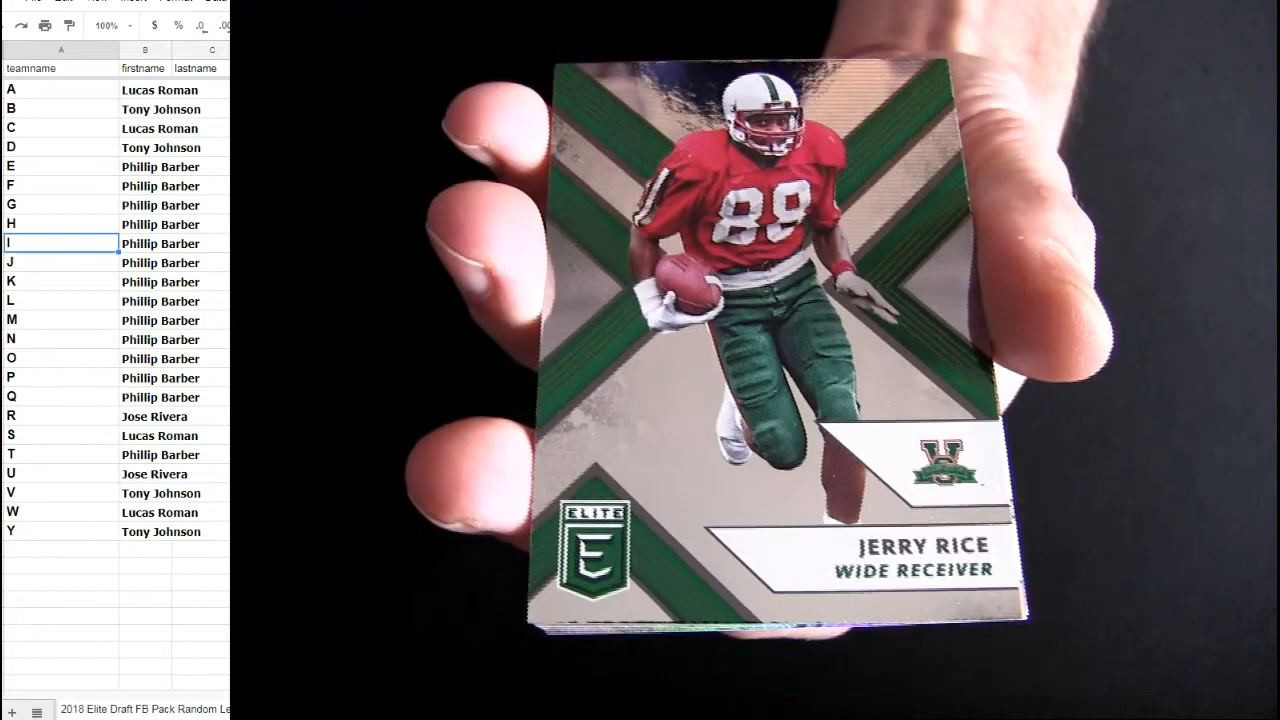 100%
$ % .0 .00
A B C
teamname firstname lastname
A Lucas Roman
B Tony Johnson
C Lucas Roman
D Tony Johnson
E Phillip Barber
F Phillip Barber
G Phillip Barber
H Phillip Barber
I Phillip Barber
J Phillip Barber
K Phillip Barber
L Phillip Barber
M Phillip Barber
N Phillip Barber
O Phillip Barber
P Phillip Barber
Q Phillip Barber
R Jose Rivera
S Lucas Roman
T Phillip Barber
U Jose Rivera
V Tony Johnson
W Lucas Roman
Y Tony Johnson
2018 Elite Draft FB Pack Random Le
89
ELITE
E
JERRY RICE
WIDE RECEIVER